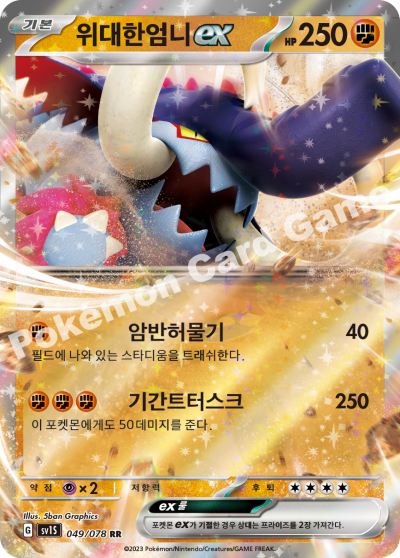 기본 위대한엄니ex HP 250
Pokémon Card Game
암반허물기 40
필드에 나와 있는 스타디움을 트래쉬한다.
기간트터스크 250
이 포켓몬에게도 50데미지를 준다.
약점 ×2 저항력 후퇴
Illus. 5ban Graphics
ex룰
포켓몬 ex가 기절한 경우 상대는 프라이즈를 2장 가져간다.
G sv1S 049/078 RR
©2023 Pokémon/Nintendo/Creatures/GAME FREAK.